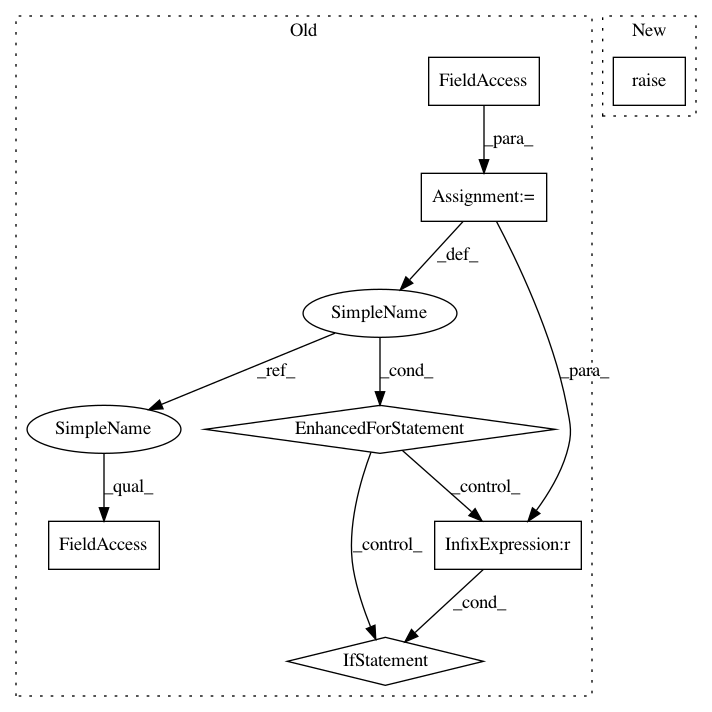 Old
New
FieldAccess
raise
_para_
Assignment:=
_def_
SimpleName
_para_
_ref_
_cond_
SimpleName
EnhancedForStatement
_qual_
_control_
_control_
FieldAccess
InfixExpression:r
_cond_
IfStatement